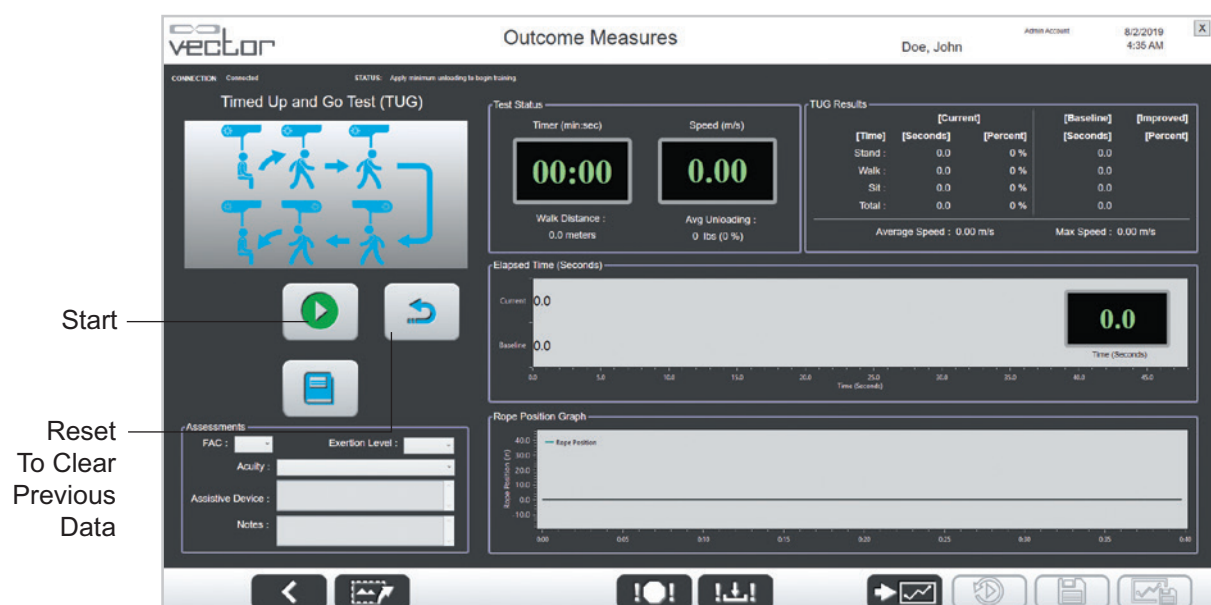 vector
Outcome Measures
Doe, John
Admin Account
8/2/2019
4:35 AM
X
CONNECTION: Connected
STATUS: Apply minimum unloading to begin training
Timed Up and Go Test (TUG)
Start
Reset
To Clear
Previous
Data
Assessments
FAC :
Exertion Level :
Acuity :
Assistive Device :
Notes :
Test Status
Timer (min:sec)
Speed (m/s)
00:00
0.00
Walk Distance :
Avg Unloading :
0.0 meters
0 lbs (0 %)
TUG Results
[Current] [Baseline] [Improved]
[Time] [Seconds] [Percent] [Seconds] [Percent]
Stand : 0.0 0 % 0.0
Walk : 0.0 0 % 0.0
Sit : 0.0 0 % 0.0
Total : 0.0 0 % 0.0
Average Speed : 0.00 m/s Max Speed : 0.00 m/s
Elapsed Time (Seconds)
Current 0.0
Baseline 0.0
0.0
Time (Seconds)
0.0 5.0 10.0 15.0 20.0 25.0 30.0 35.0 40.0 45.0
Time (Seconds)
Rope Position Graph
Rope Position
Rope Position (in)
40.0
30.0
20.0
10.0
0.0
-10.0
0:00 0:05 0:10 0:15 0:20 0:25 0:30 0:35 0:40